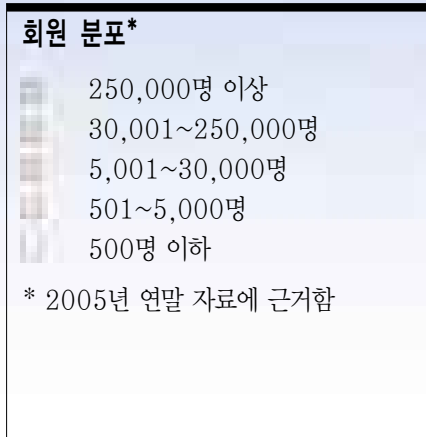 회원 분포*
250,000명 이상
30,001~250,000명
5,001~30,000명
501~5,000명
500명 이하
* 2005년 연말 자료에 근거함